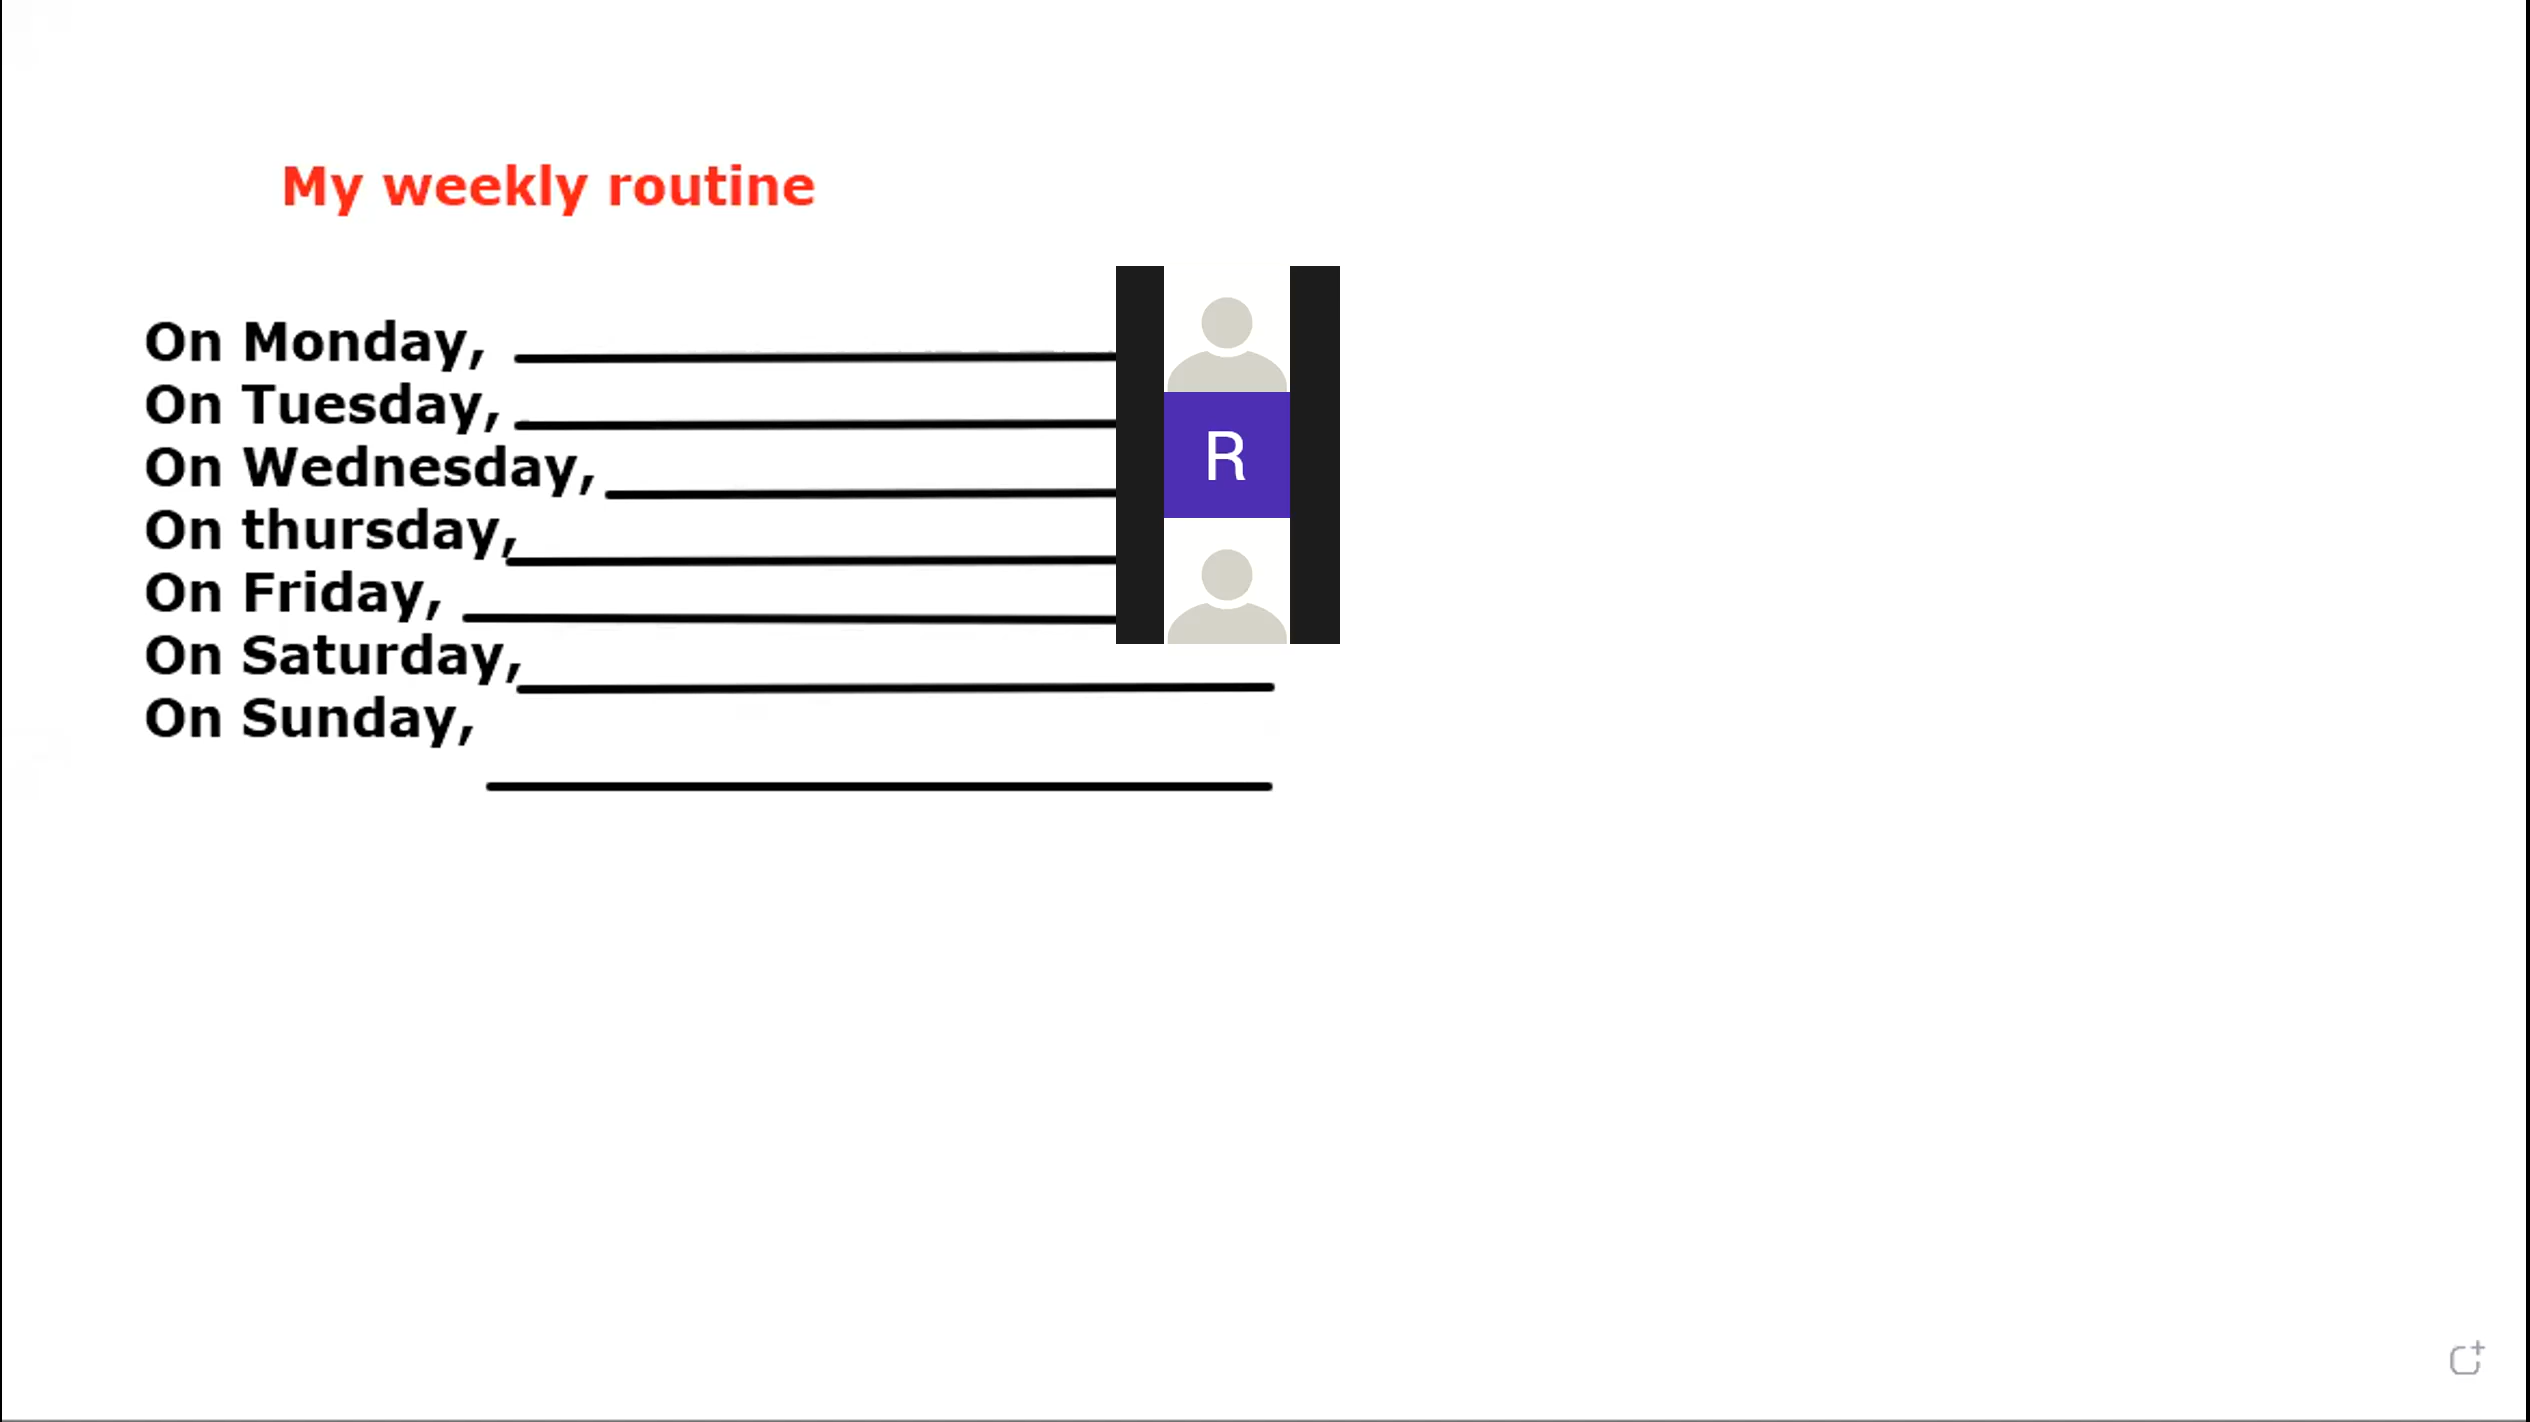 My weekly routine
On Monday,
On Tuesday,
On Wednesday,
On thursday,
On Friday,
On Saturday,
On Sunday,
R